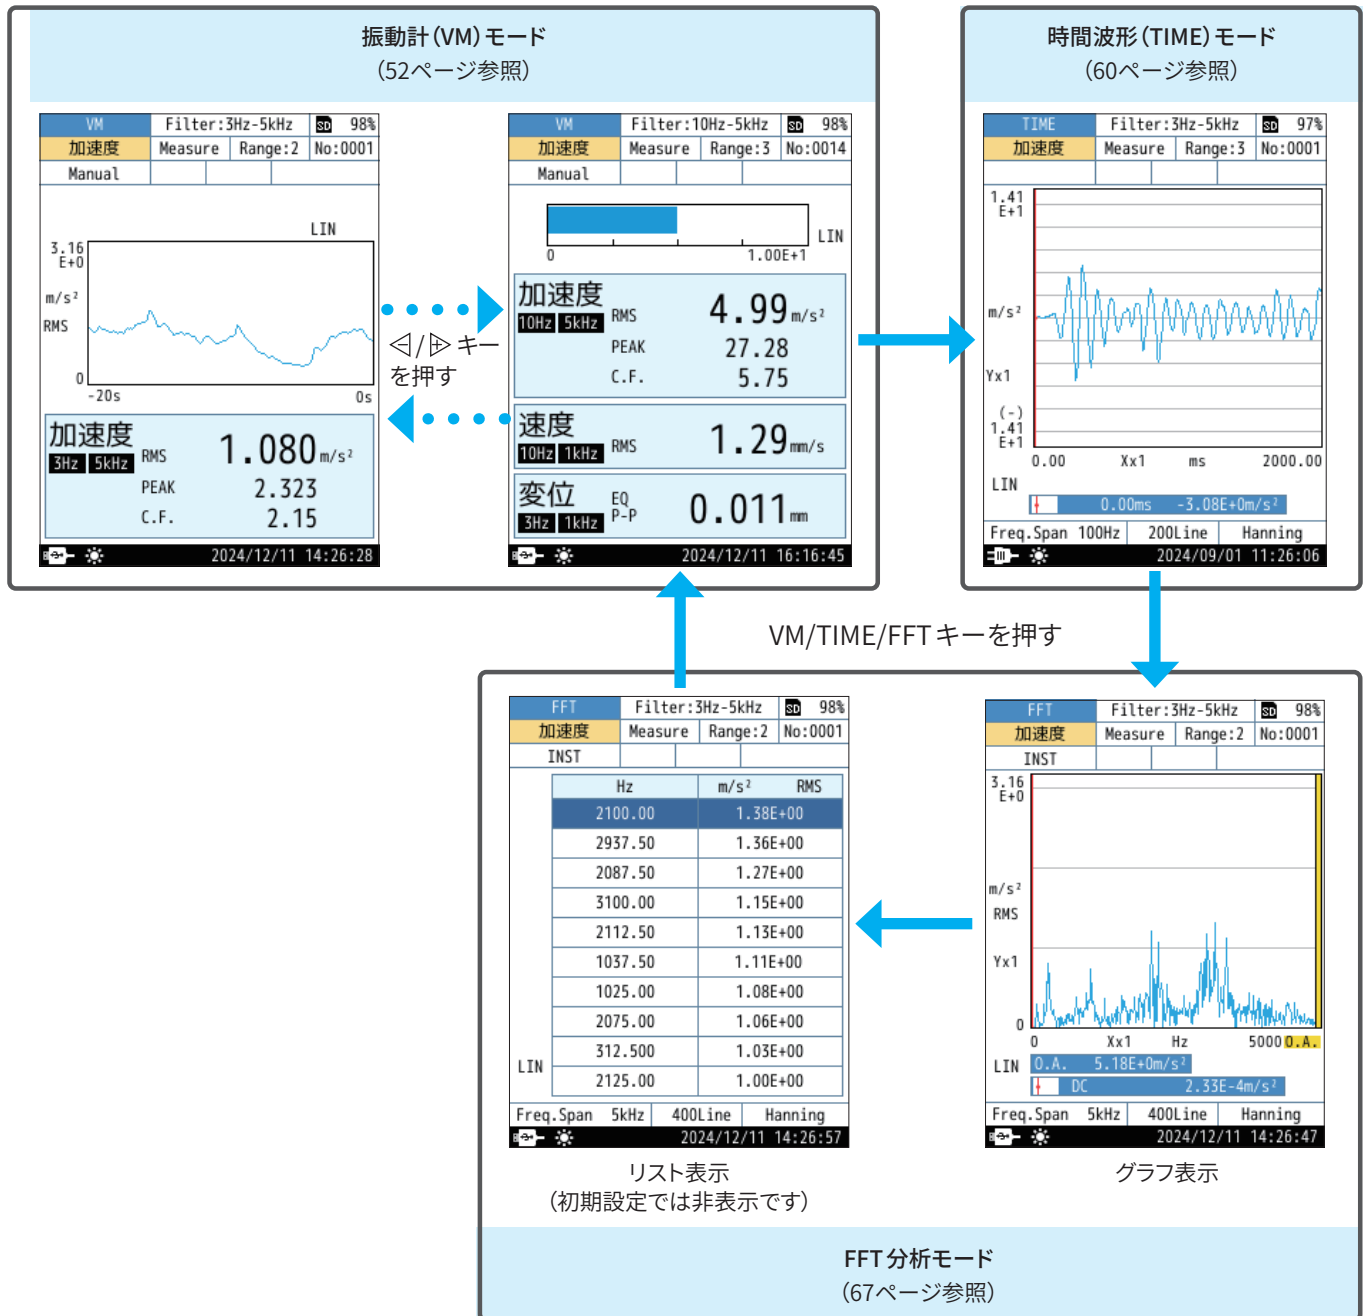 振動計(VM)モード
(52ページ参照)
VM Filter:3Hz-5kHz SD 98%
加速度 Measure Range:2 No:0001
Manual
LIN
3.16
E+0
m/s²
RMS
0
-20s 0s
加速度
3Hz 5kHz RMS 1.080 m/s²
PEAK 2.323
C.F. 2.15
2024/12/11 14:26:28
◁/▷ キー
を押す
VM Filter:10Hz-5kHz SD 98%
加速度 Measure Range:3 No:0014
Manual
LIN
0 1.00E+1
加速度
10Hz 5kHz RMS 4.99 m/s²
PEAK 27.28
C.F. 5.75
速度
10Hz 1kHz RMS 1.29 mm/s
変位
3Hz 1kHz EQ P-P 0.011 mm
2024/12/11 16:16:45
時間波形(TIME)モード
(60ページ参照)
TIME Filter:3Hz-5kHz SD 97%
加速度 Measure Range:3 No:0001
1.41
E+1
m/s²
Yx1
(-)
1.41
E+1
0.00 Xx1 ms 2000.00
LIN
0.00ms -3.08E+0m/s²
Freq.Span 100Hz 200Line Hanning
2024/09/01 11:26:06
VM/TIME/FFTキーを押す
FFT Filter:3Hz-5kHz SD 98%
加速度 Measure Range:2 No:0001
INST
Hz m/s² RMS
2100.00 1.38E+00
2937.50 1.36E+00
2087.50 1.27E+00
3100.00 1.15E+00
2112.50 1.13E+00
1037.50 1.11E+00
1025.00 1.08E+00
2075.00 1.06E+00
312.500 1.03E+00
2125.00 1.00E+00
LIN
Freq.Span 5kHz 400Line Hanning
2024/12/11 14:26:57
リスト表示
(初期設定では非表示です)
FFT Filter:3Hz-5kHz SD 98%
加速度 Measure Range:2 No:0001
INST
3.16
E+0
m/s²
RMS
Yx1
0
0 Xx1 Hz 5000 O.A.
LIN O.A. 5.18E+0m/s²
DC 2.33E-4m/s²
Freq.Span 5kHz 400Line Hanning
2024/12/11 14:26:47
グラフ表示
FFT分析モード
(67ページ参照)